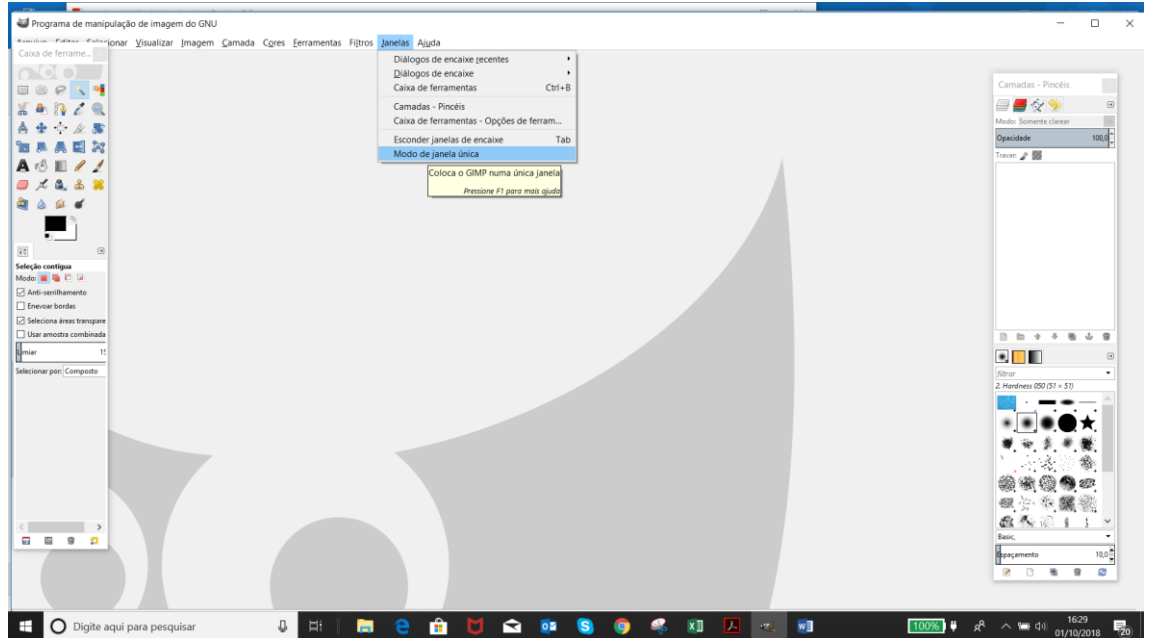 Programa de manipulação de imagem do GNU
Arquivo Editar Selecionar Visualizar Imagem Camada Cores Ferramentas Filtros Janelas Ajuda
Caixa de ferrame...
Diálogos de encaixe recentes
Diálogos de encaixe
Caixa de ferramentas Ctrl+B
Camadas - Pincéis
Caixa de ferramentas - Opções de ferram...
Esconder janelas de encaixe Tab
Modo de janela única
Coloca o GIMP numa única janela
Pressione F1 para mais ajuda
Seleção contígua
Modo:
Anti-serrilhamento
Enevoar bordas
Seleciona áreas transpare
Usar amostra combinada
Limiar 15
Selecionar por: Composto
Camadas - Pincéis
Modo: Somente clarear
Opacidade 100,0
Travar:
filtrar
2. Hardness 050 (51 × 51)
Basic,
Espaçamento 10,0
Digite aqui para pesquisar
100%
16:29
01/10/2018
20